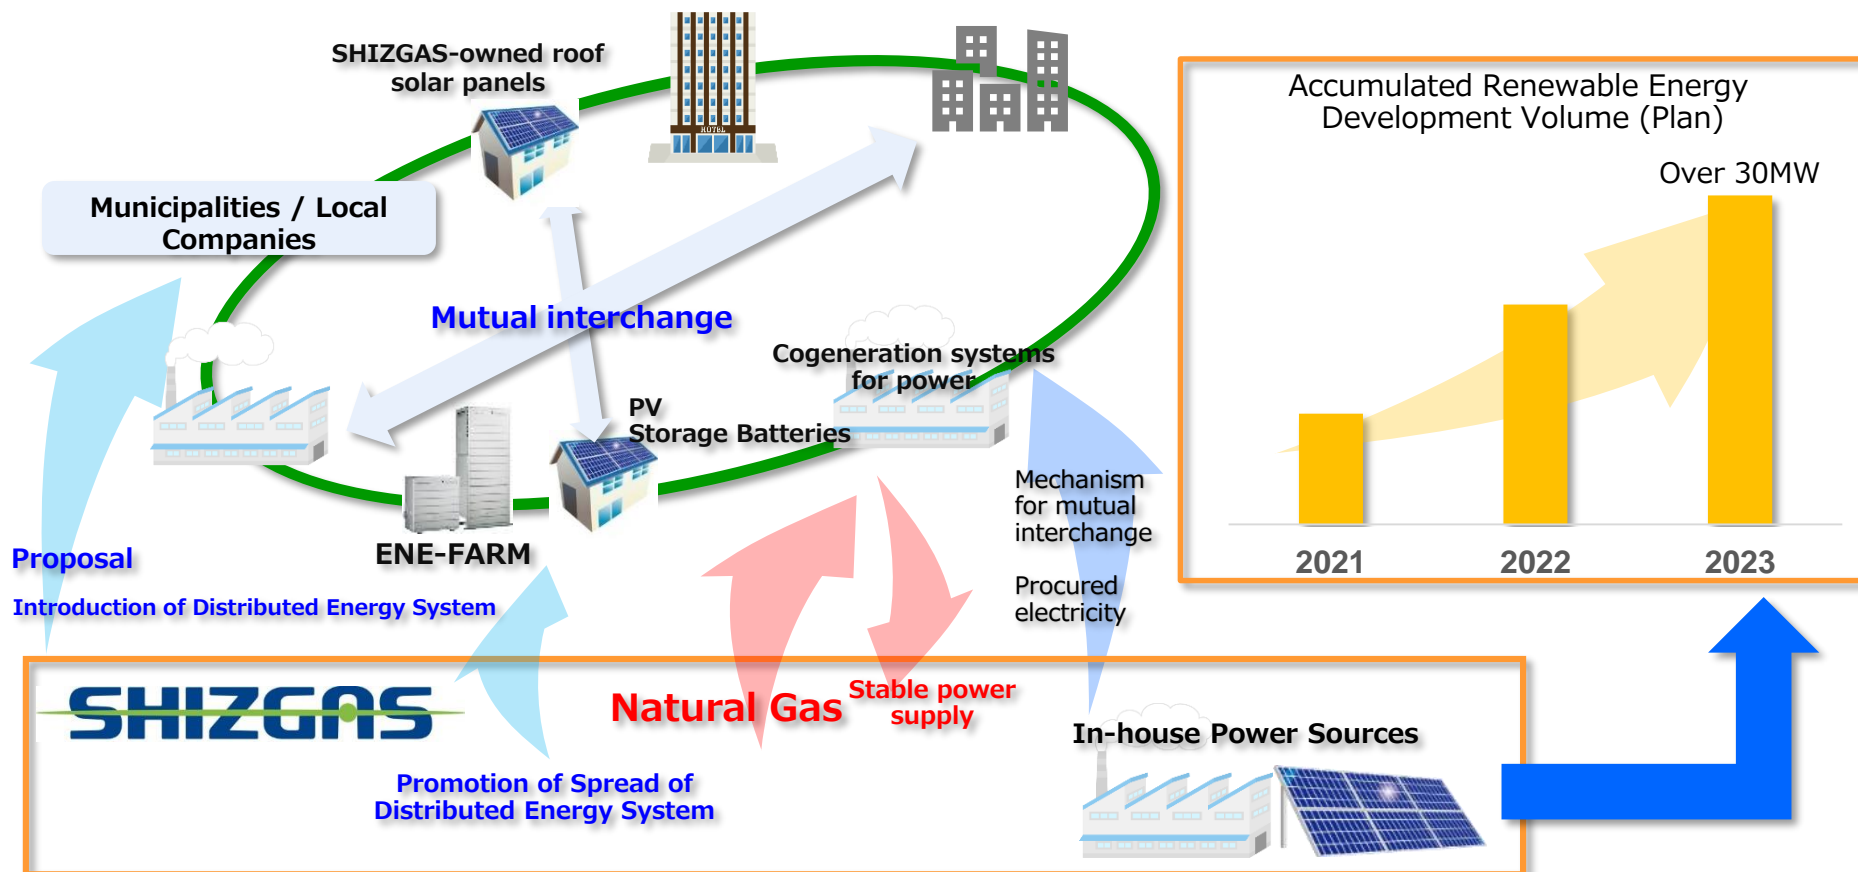 SHIZGAS-owned roof
solar panels
HOTEL
Municipalities / Local
Companies
Mutual interchange
Cogeneration systems
for power
PV
Storage Batteries
ENE-FARM
Proposal
Introduction of Distributed Energy System
Mechanism
for mutual
interchange
Procured
electricity
SHIZGAS
Natural Gas
Stable power
supply
Promotion of Spread of
Distributed Energy System
In-house Power Sources
Accumulated Renewable Energy
Development Volume (Plan)
Over 30MW
2021
2022
2023